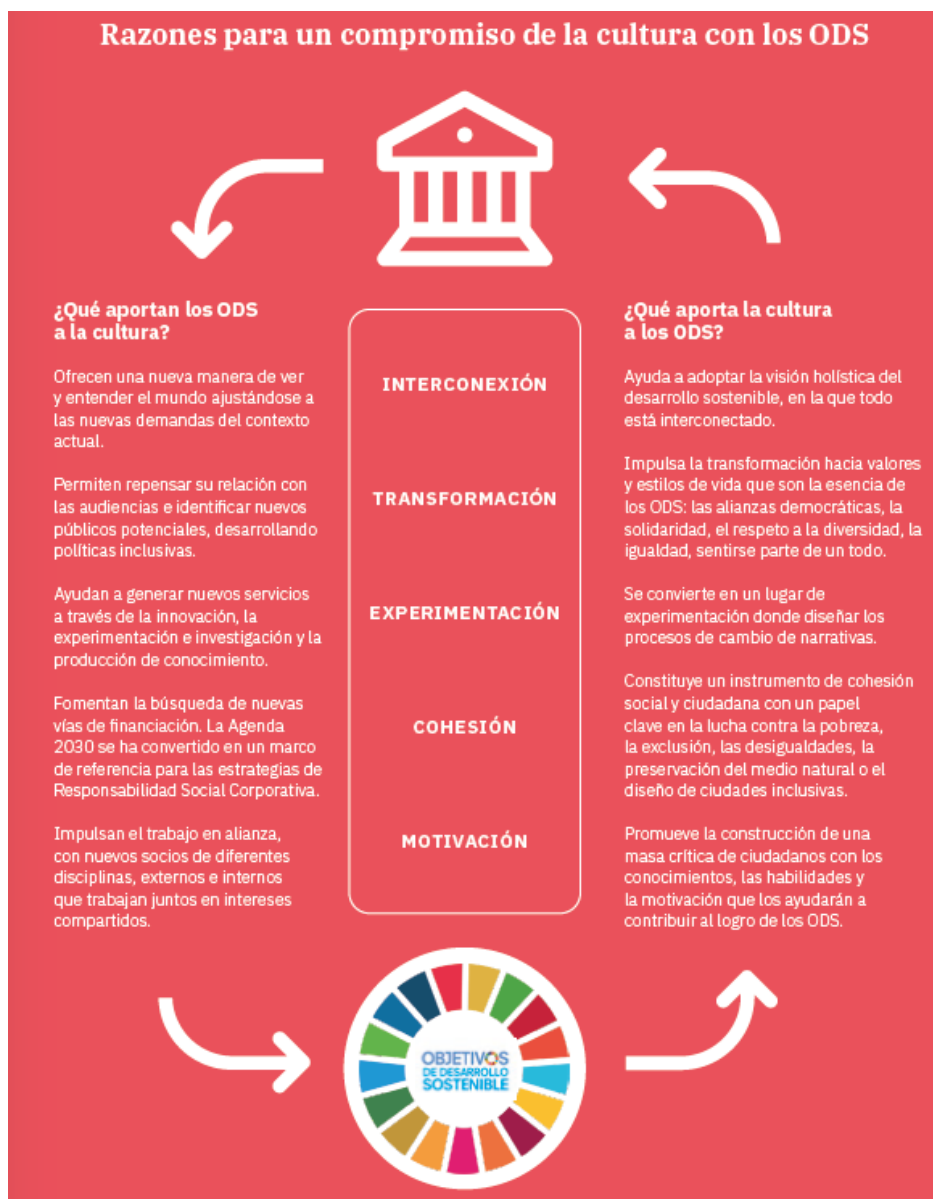 Razones para un compromiso de la cultura con los ODS
¿Qué aportan los ODS
a la cultura?
Ofrecen una nueva manera de ver
y entender el mundo ajustándose a
las nuevas demandas del contexto
actual.
Permiten repensar su relación con
las audiencias e identificar nuevos
públicos potenciales, desarrollando
políticas inclusivas.
Ayudan a generar nuevos servicios
a través de la innovación, la
experimentación e investigación y la
producción de conocimiento.
Fomentan la búsqueda de nuevas
vías de financiación. La Agenda
2030 se ha convertido en un marco
de referencia para las estrategias de
Responsabilidad Social Corporativa.
Impulsan el trabajo en alianza,
con nuevos socios de diferentes
disciplinas, externos e internos
que trabajan juntos en intereses
compartidos.
INTERCONEXIÓN
TRANSFORMACIÓN
EXPERIMENTACIÓN
COHESIÓN
MOTIVACIÓN
¿Qué aporta la cultura
a los ODS?
Ayuda a adoptar la visión holística del
desarrollo sostenible, en la que todo
está interconectado.
Impulsa la transformación hacia valores
y estilos de vida que son la esencia de
los ODS: las alianzas democráticas, la
solidaridad, el respeto a la diversidad, la
igualdad, sentirse parte de un todo.
Se convierte en un lugar de
experimentación donde diseñar los
procesos de cambio de narrativas.
Constituye un instrumento de cohesión
social y ciudadana con un papel
clave en la lucha contra la pobreza,
la exclusión, las desigualdades, la
preservación del medio natural o el
diseño de ciudades inclusivas.
Promueve la construcción de una
masa crítica de ciudadanos con los
conocimientos, las habilidades y
la motivación que los ayudarán a
contribuir al logro de los ODS.
OBJETIVOS
DE DESARROLLO
SOSTENIBLE